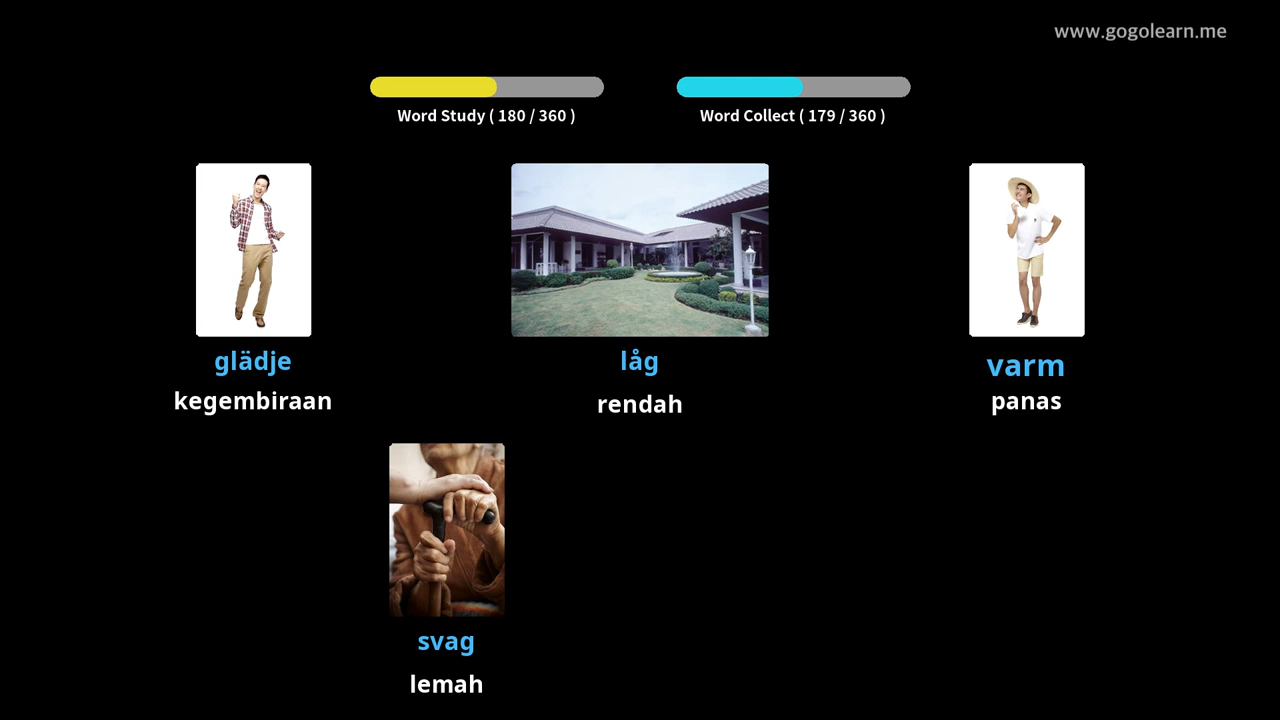 www.gogolearn.me
Word Study ( 180 / 360 )
Word Collect ( 179 / 360 )
glädje
kegembiraan
låg
rendah
varm
panas
svag
lemah